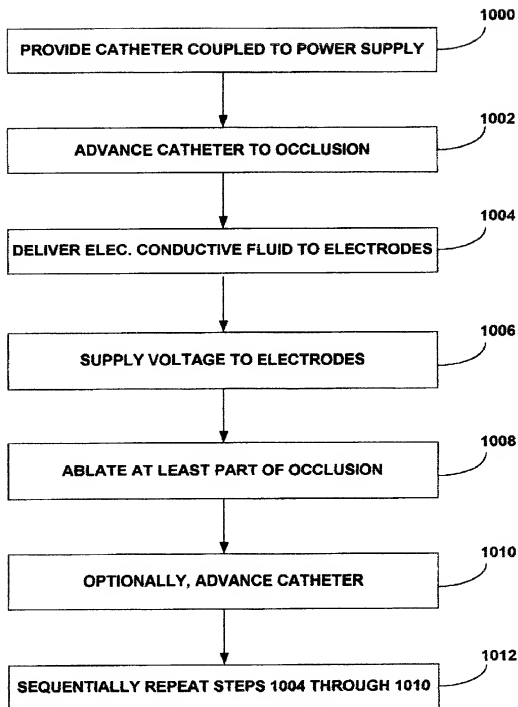 1000
PROVIDE CATHETER COUPLED TO POWER SUPPLY
1002
ADVANCE CATHETER TO OCCLUSION
1004
DELIVER ELEC. CONDUCTIVE FLUID TO ELECTRODES
1006
SUPPLY VOLTAGE TO ELECTRODES
1008
ABLATE AT LEAST PART OF OCCLUSION
1010
OPTIONALLY, ADVANCE CATHETER
1012
SEQUENTIALLY REPEAT STEPS 1004 THROUGH 1010